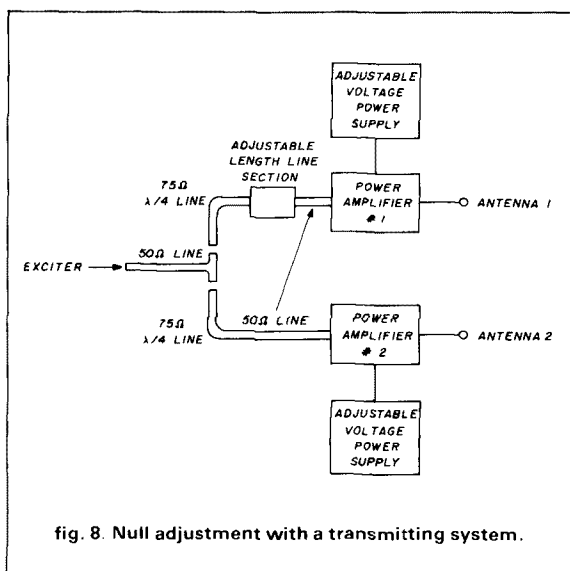 ADJUSTABLE
VOLTAGE
POWER
SUPPLY
ADJUSTABLE
LENGTH LINE
SECTION
75Ω
λ/4 LINE
POWER
AMPLIFIER
# 1
ANTENNA 1
50Ω LINE
EXCITER
75Ω
λ/4 LINE
50Ω LINE
POWER
AMPLIFIER
# 2
ANTENNA 2
ADJUSTABLE
VOLTAGE
POWER
SUPPLY
fig. 8. Null adjustment with a transmitting system.